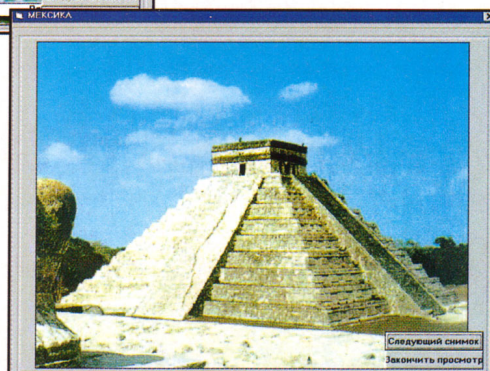 МЕКСИКА
Следующий снимок
Закончить просмотр